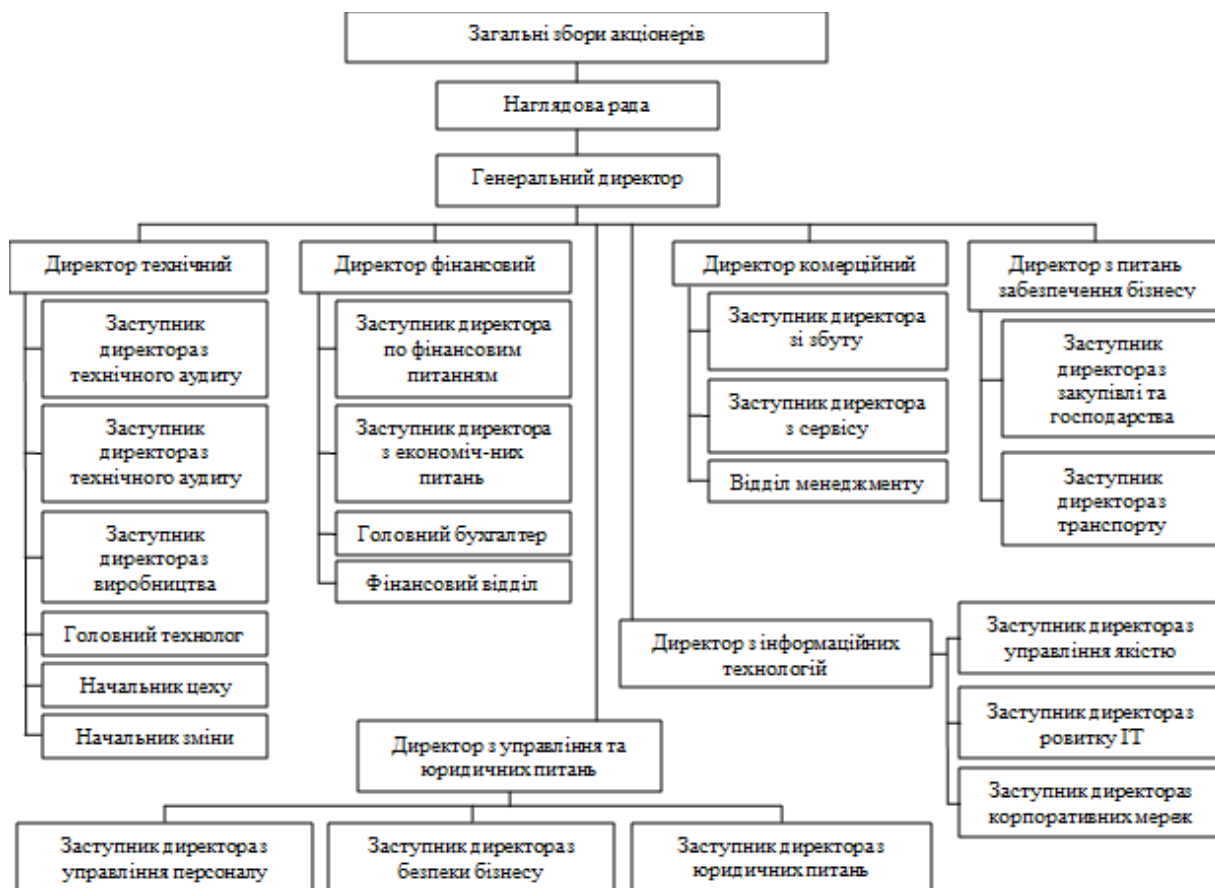 Загальні збори акціонерів
Наглядова рада
Генеральний директор
Директор технічний
Заступник
директора з
технічного аудиту
Заступник
директора з
технічного аудиту
Заступник
директора з
виробництва
Головний технолог
Начальник цеху
Начальник зміни
Директор фінансовий
Заступник директора
по фінансовим
питанням
Заступник директора
з економіч-них
питань
Головний бухгалтер
Фінансовий відділ
Директор комерційний
Заступник директора
зі збуту
Заступник директора
з сервісу
Відділ менеджменту
Директор з питань
забезпечення бізнесу
Заступник
директора з
закупівлі та
господарства
Заступник
директора з
транспорту
Директор з інформаційних
технологій
Заступник директора з
управління якістю
Заступник директора з
ровитку ІТ
Заступник директора з
корпоративних мереж
Директор з управління та
юридичних питань
Заступник директора з
управління персоналу
Заступник директора з
безпеки бізнесу
Заступник директора з
юридичних питань